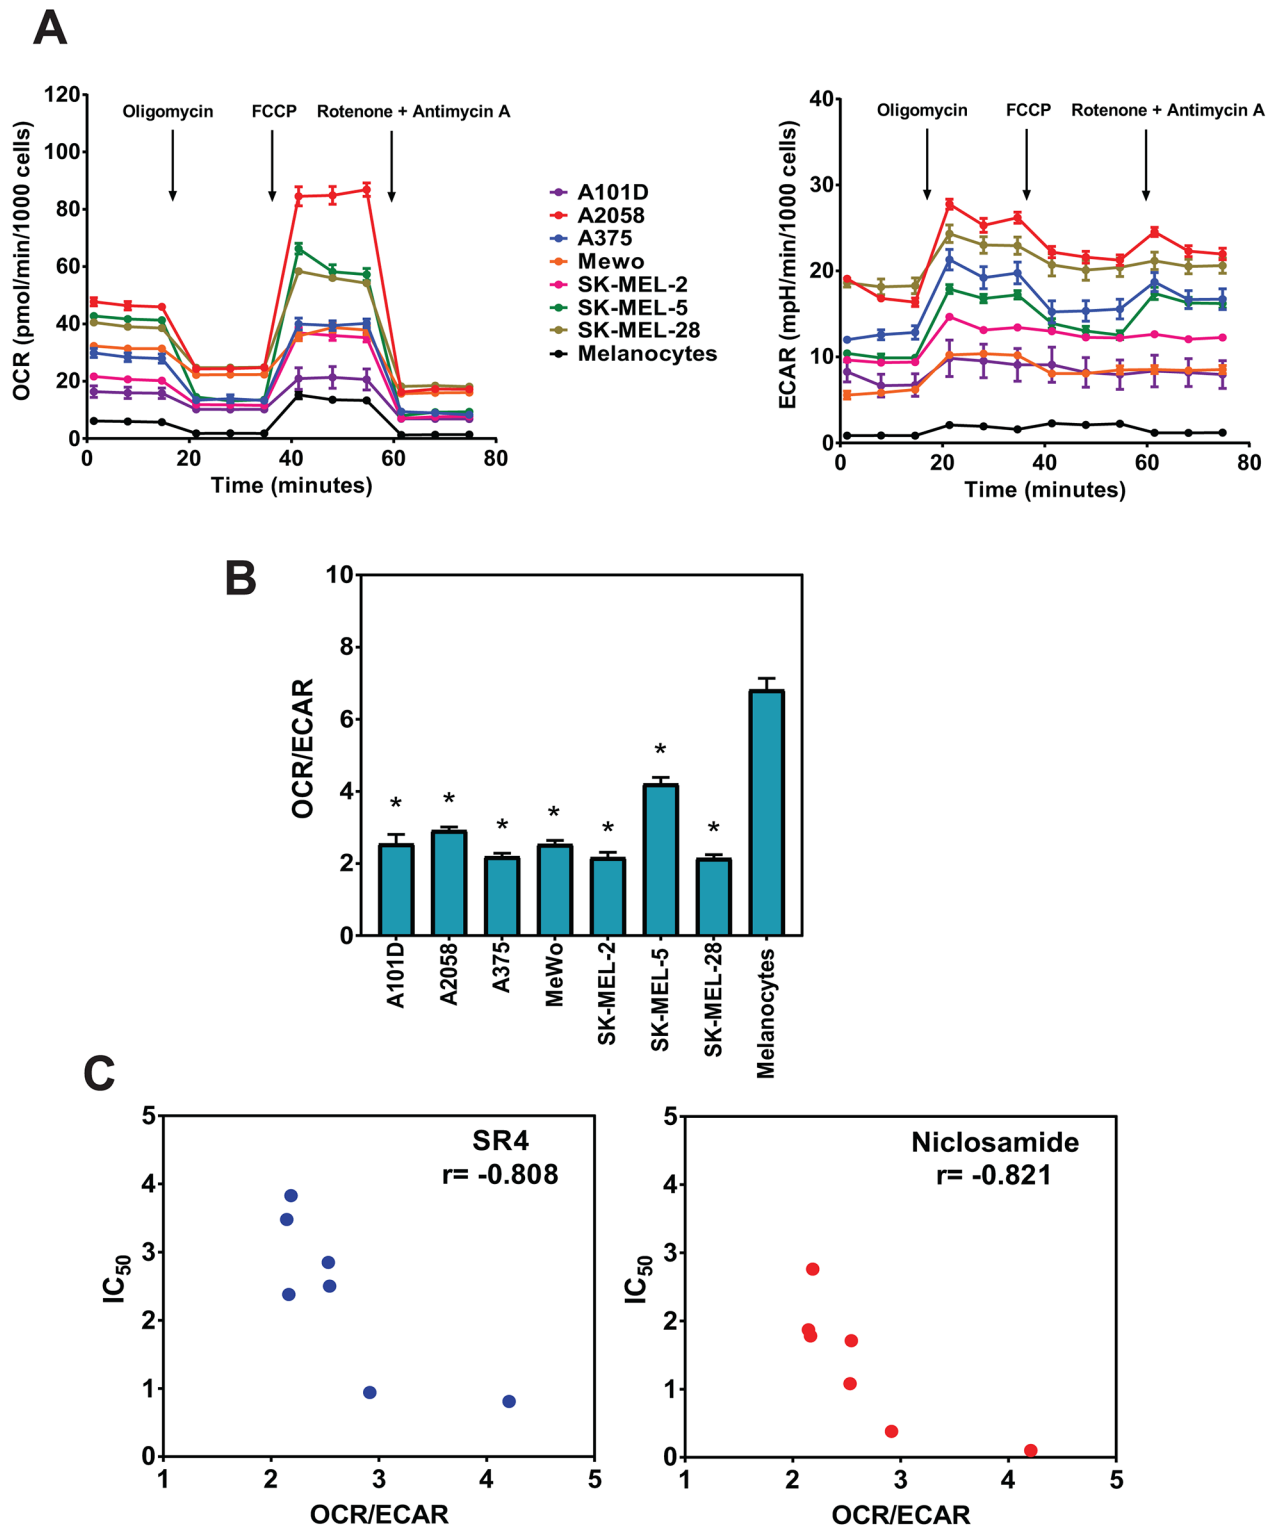 A
Oligomycin FCCP Rotenone + Antimycin A
OCR (pmol/min/1000 cells)
120
100
80
60
40
20
0
0 20 40 60 80
Time (minutes)
A101D
A2058
A375
Mewo
SK-MEL-2
SK-MEL-5
SK-MEL-28
Melanocytes
Oligomycin FCCP Rotenone + Antimycin A
ECAR (mpH/min/1000 cells)
40
30
20
10
0
0 20 40 60 80
Time (minutes)
B
OCR/ECAR
10
8
6
4
2
0
* * * * * * *
A101D
A2058
A375
MeWo
SK-MEL-2
SK-MEL-5
SK-MEL-28
Melanocytes
C
SR4
r= -0.808
IC50
5
4
3
2
1
0
1 2 3 4 5
OCR/ECAR
Niclosamide
r= -0.821
IC50
5
4
3
2
1
0
1 2 3 4 5
OCR/ECAR